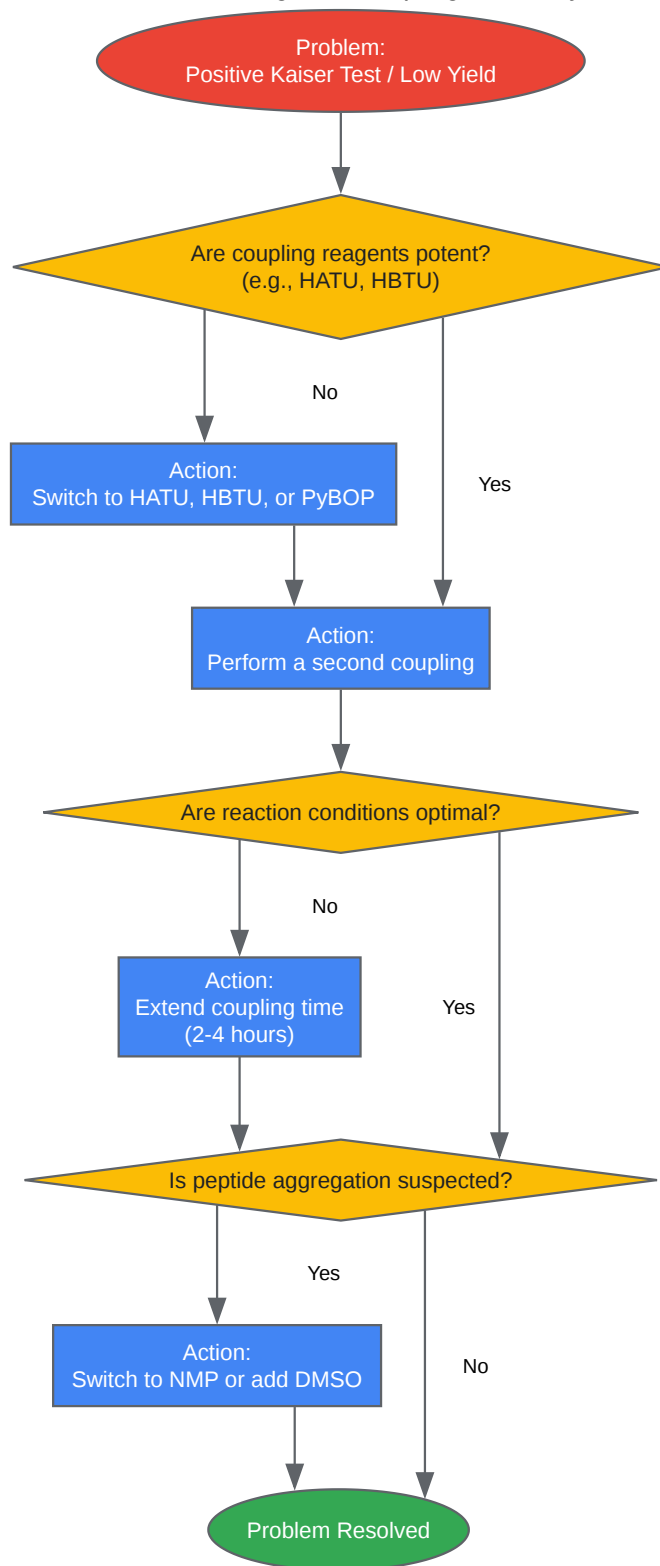 Problem:
Positive Kaiser Test / Low Yield
Are coupling reagents potent?
(e.g., HATU, HBTU)
No
Action:
Switch to HATU, HBTU, or PyBOP
Yes
Action:
Perform a second coupling
Are reaction conditions optimal?
No
Action:
Extend coupling time
(2-4 hours)
Yes
Is peptide aggregation suspected?
Yes
Action:
Switch to NMP or add DMSO
No
Problem Resolved